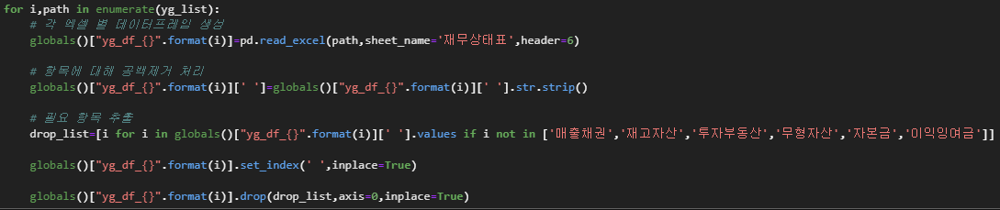 for i,path in enumerate(yg_list):
    # 각 엑셀 별 데이터프레임 생성
    globals()["yg_df_{}".format(i)]=pd.read_excel(path,sheet_name='재무상태표',header=6)
    # 항목에 대해 공백제거 처리
    globals()["yg_df_{}".format(i)][' ']=globals()["yg_df_{}".format(i)][' '].str.strip()
    # 필요 항목 추출
    drop_list=[i for i in globals()["yg_df_{}".format(i)][' '].values if i not in ['매출채권','재고자산','투자부동산','무형자산','자본금','이익잉여금']]
    globals()["yg_df_{}".format(i)].set_index(' ',inplace=True)
    globals()["yg_df_{}".format(i)].drop(drop_list,axis=0,inplace=True)